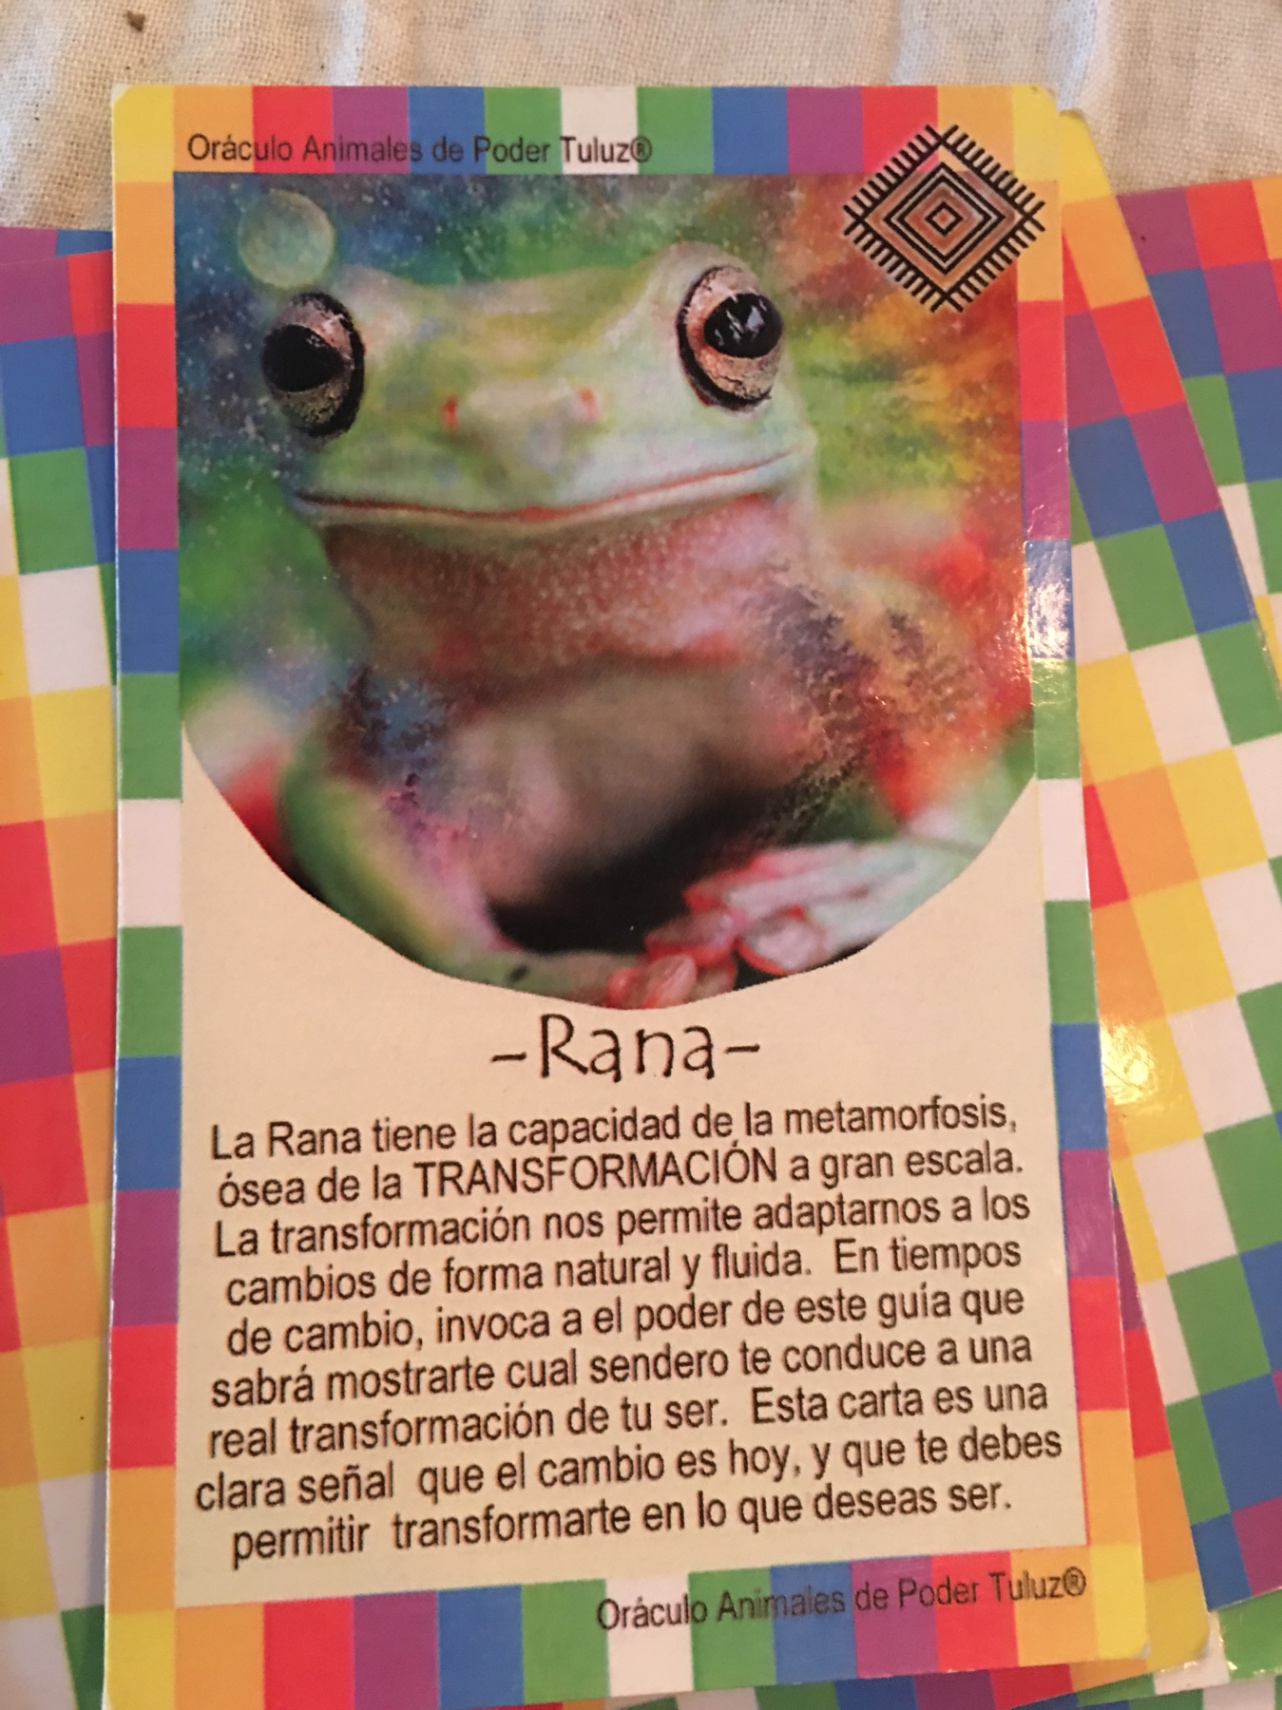 Oráculo Animales de Poder Tuluz®
-Rana-
La Rana tiene la capacidad de la metamorfosis,
ósea de la TRANSFORMACIÓN a gran escala.
La transformación nos permite adaptarnos a los
cambios de forma natural y fluida. En tiempos
de cambio, invoca a el poder de este guía que
sabrá mostrarte cual sendero te conduce a una
real transformación de tu ser. Esta carta es una
clara señal que el cambio es hoy, y que te debes
permitir transformarte en lo que deseas ser.
Oráculo Animales de Poder Tuluz®